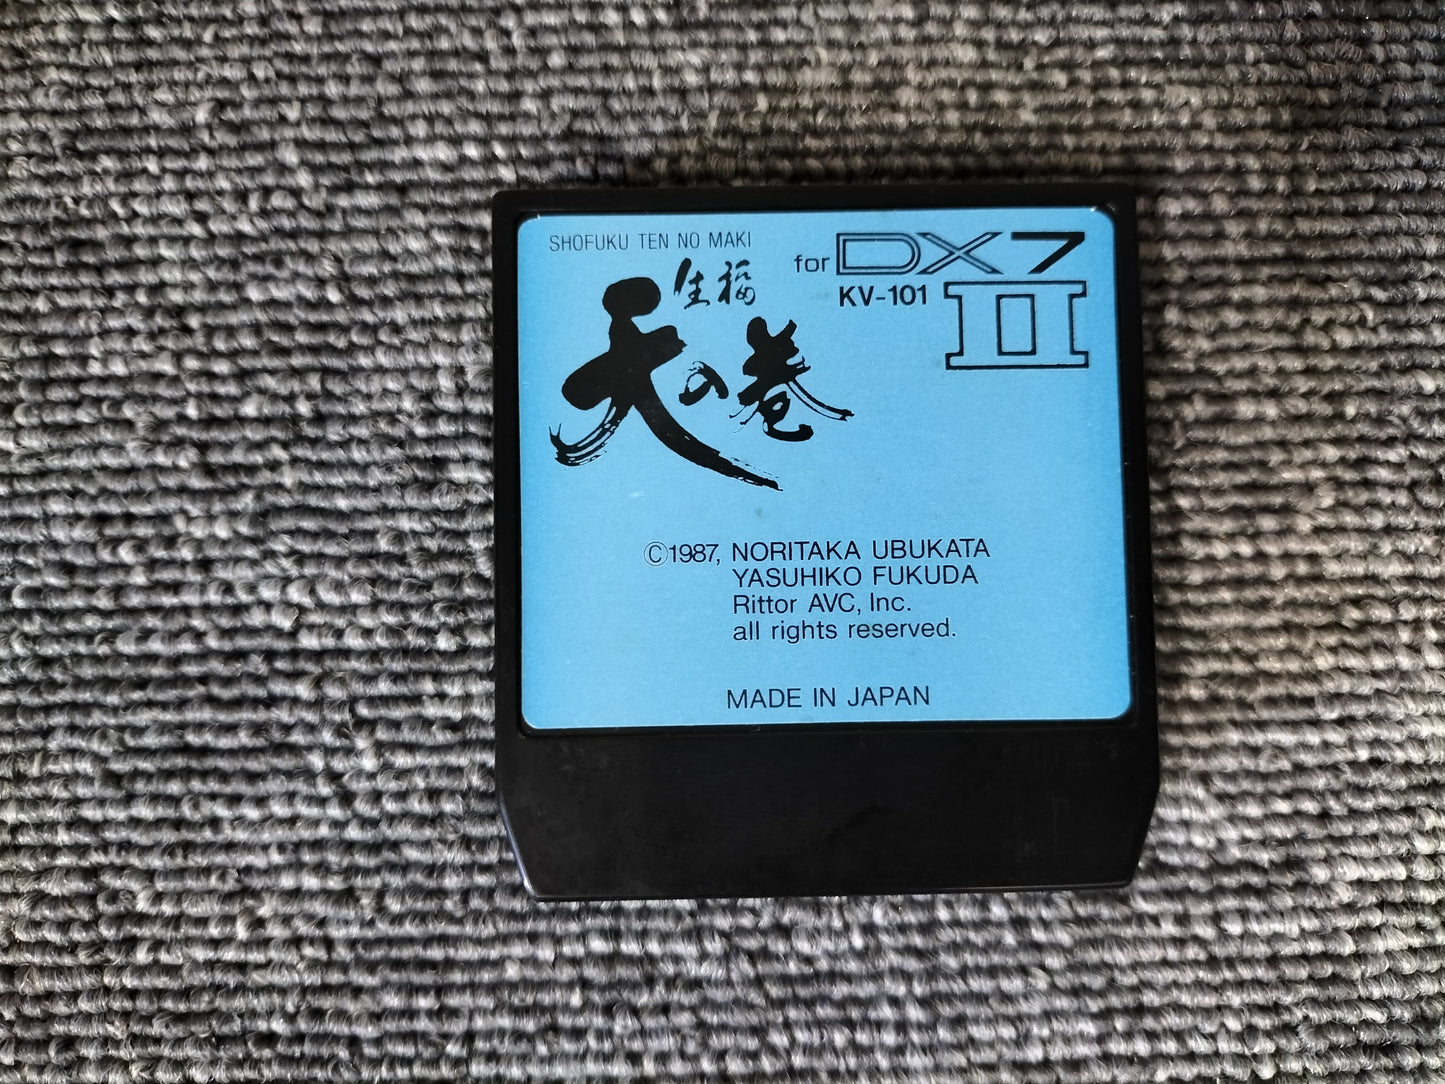 SHOFUKU TEN NO MAKI
生福
天の巻
for DX7
KV-101
II
©1987, NORITAKA UBUKATA
YASUHIKO FUKUDA
Rittor AVC, Inc.
all rights reserved.
MADE IN JAPAN